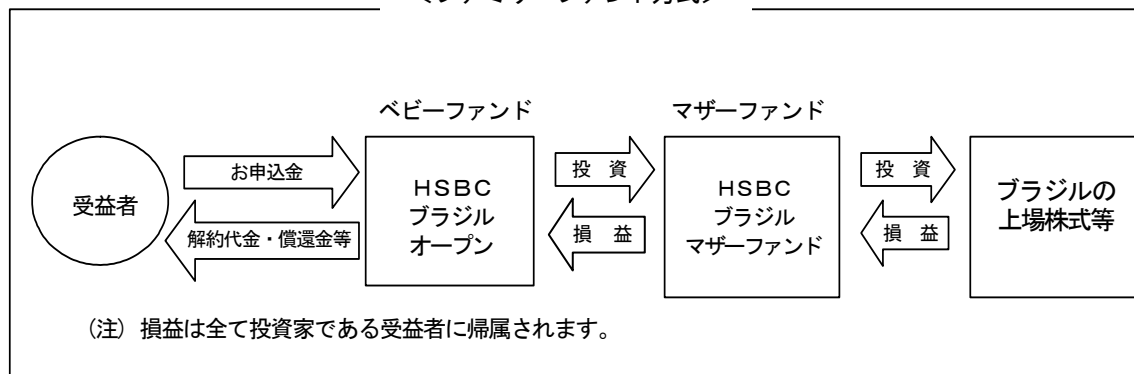 ベビーファンド
マザーファンド
受益者
お申込金
解約代金・償還金等
ＨＳＢＣ
ブラジル
オープン
投　資
損　益
ＨＳＢＣ
ブラジル
マザーファンド
投　資
損　益
ブラジルの
上場株式等
（注）損益は全て投資家である受益者に帰属されます。